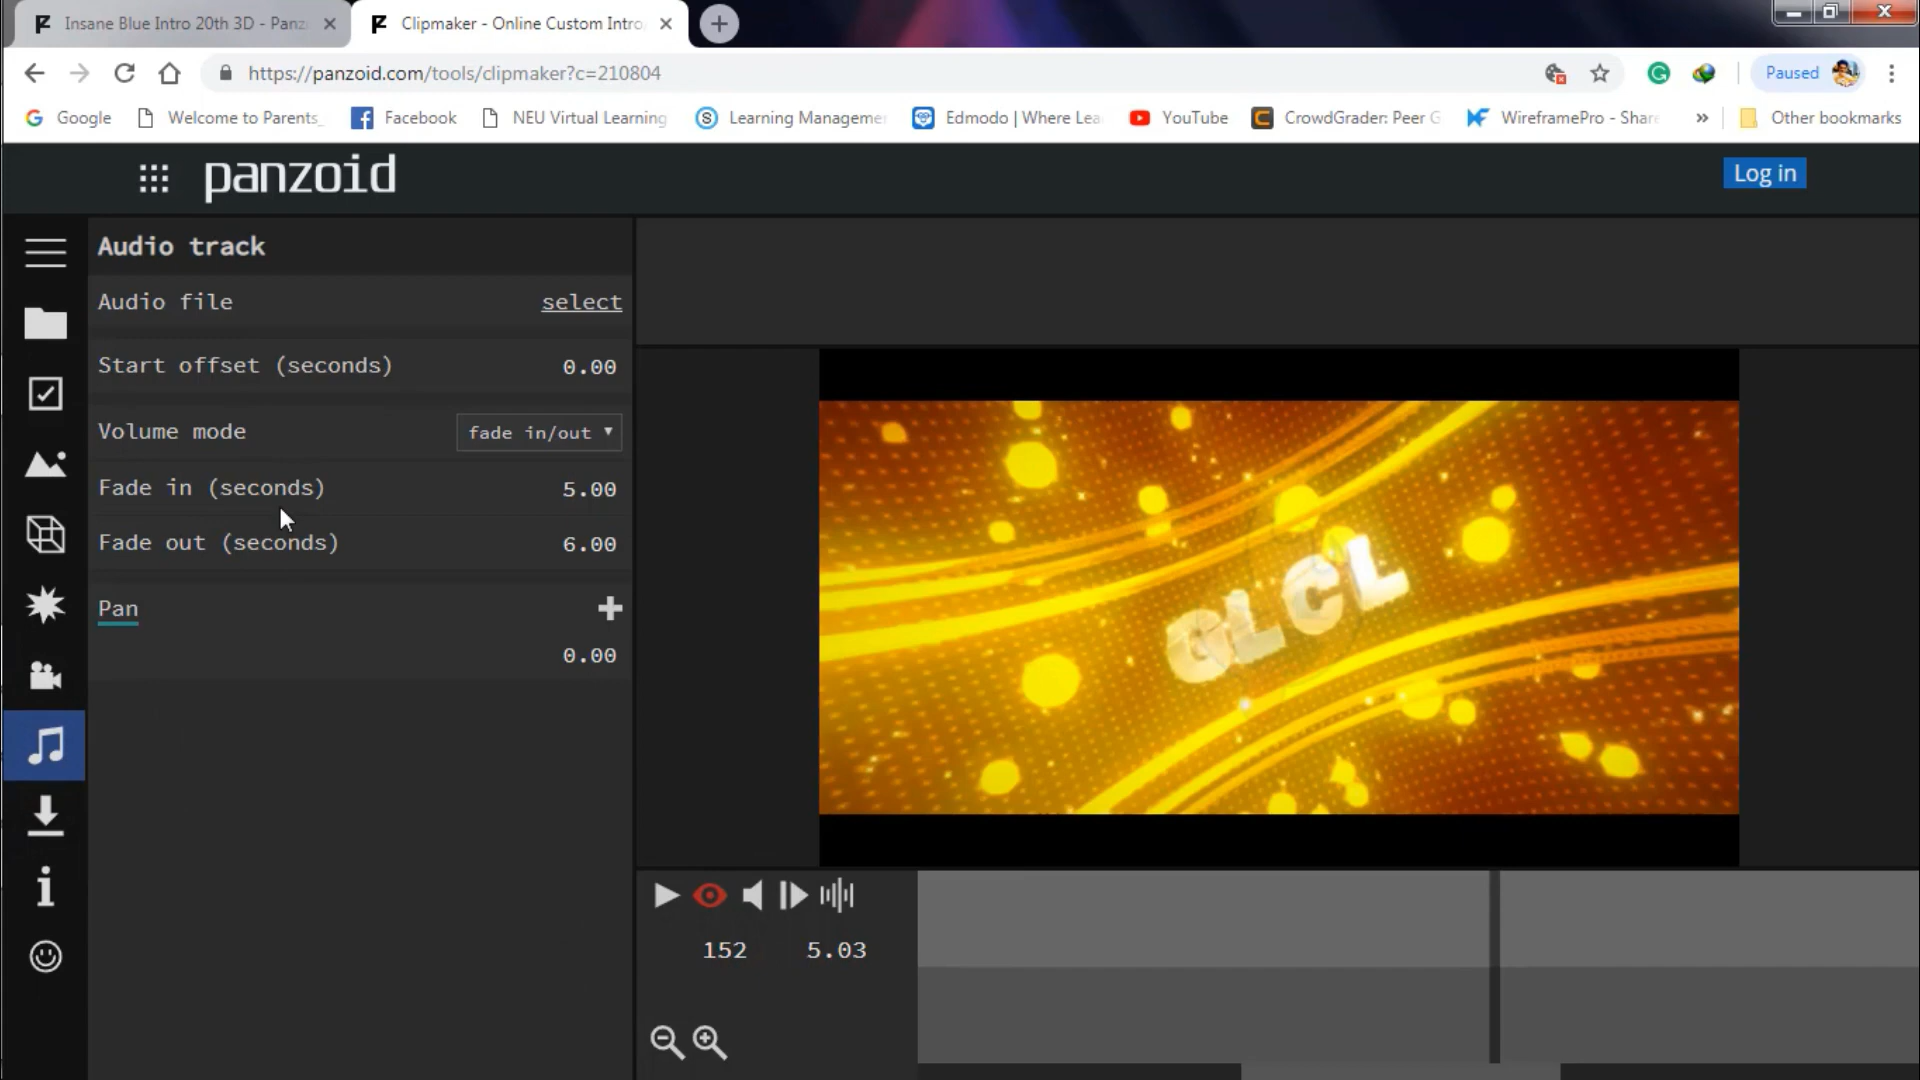 Insane Blue Intro 20th 3D - Panz
Clipmaker - Online Custom Intro
https://panzoid.com/tools/clipmaker?c=210804
Paused
Google
Welcome to Parents
Facebook
NEU Virtual Learning
Learning Manageme
Edmodo | Where Lea
YouTube
CrowdGrader: Peer G
WireframePro - Shar
»
Other bookmarks
panzoid
Log in
Audio track
Audio file
select
Start offset (seconds)
0.00
Volume mode
fade in/out
Fade in (seconds)
5.00
Fade out (seconds)
6.00
Pan
0.00
GLCL
152
5.03